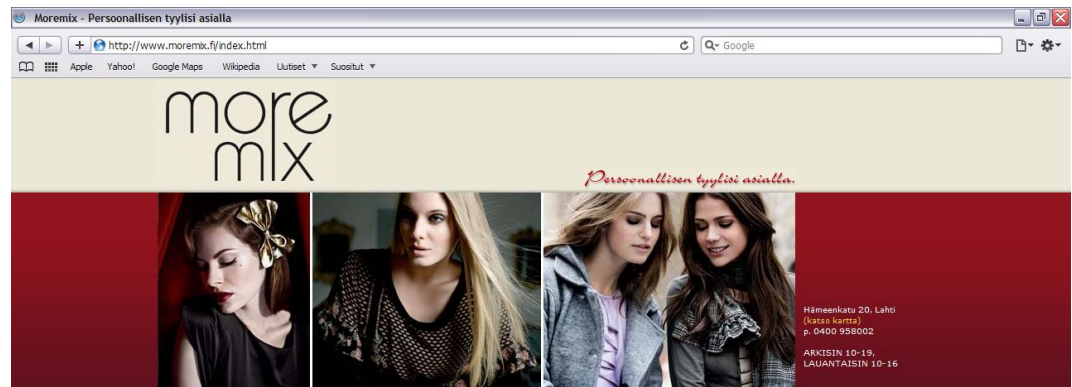 Moremix - Persoonallisen tyylisi asialla
http://www.moremix.fi/index.html
Google
Apple Yahoo! Google Maps Wikipedia Uutiset Suositut
more
mix
Persoonallisen tyylisi asialla.
Hämeenkatu 20, Lahti
(katso kartta)
p. 0400 958002
ARKISIN 10-19,
LAUANTAISIN 10-16